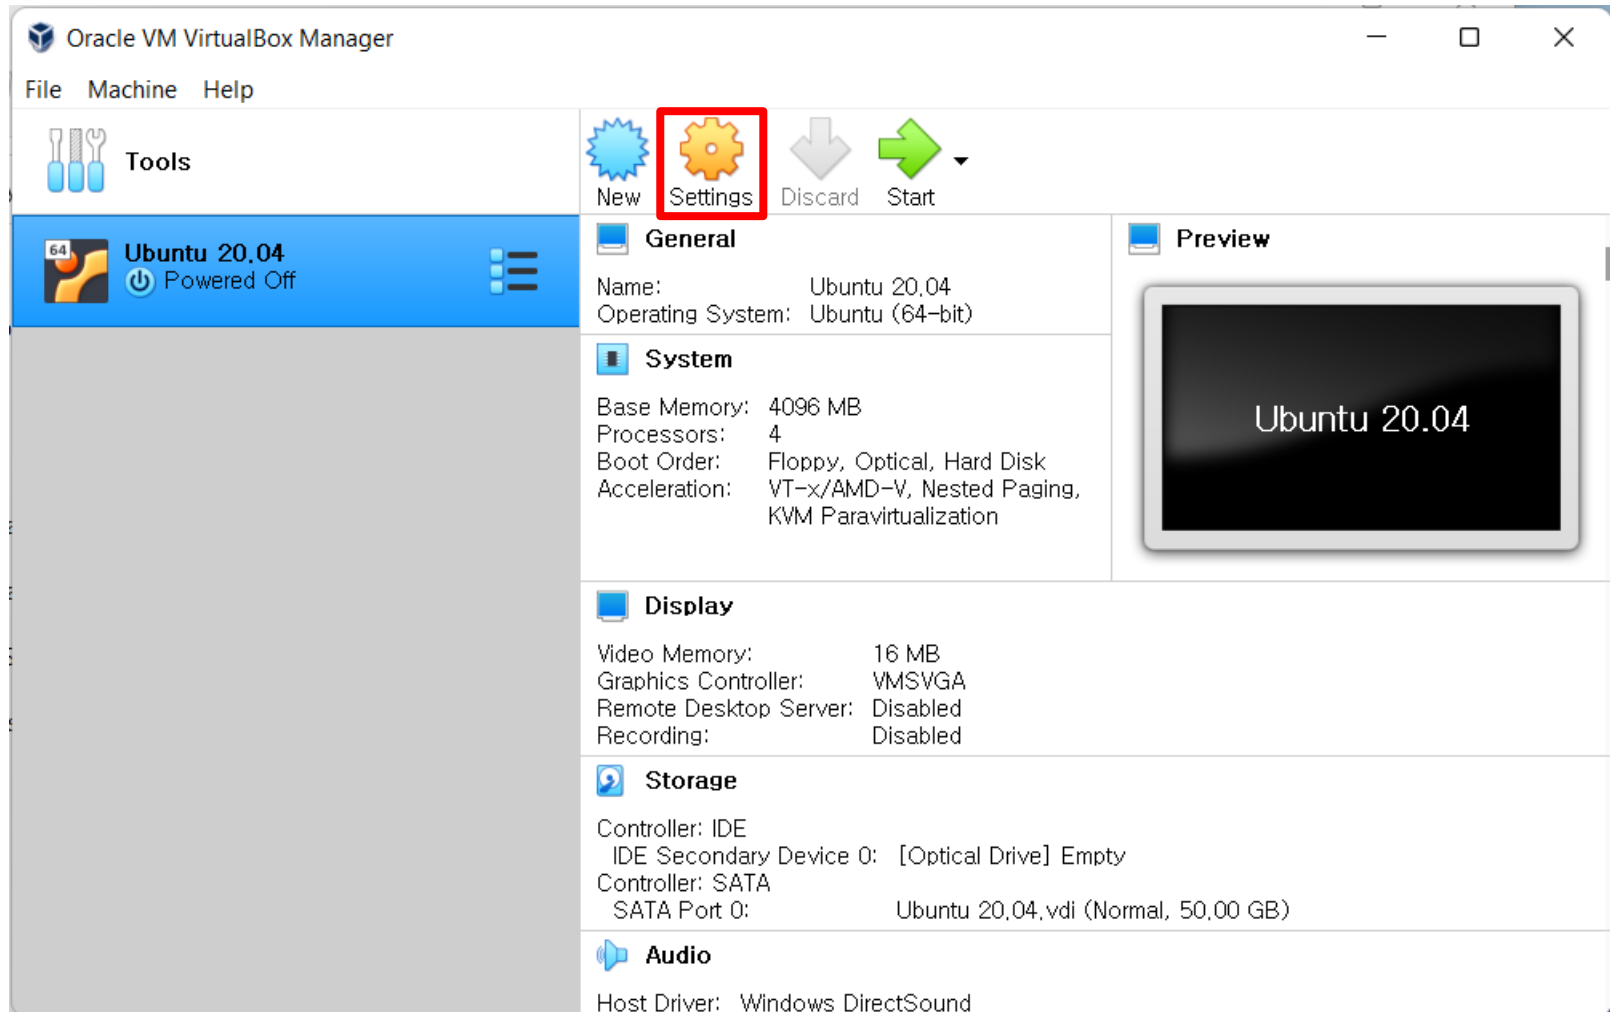 Oracle VM VirtualBox Manager
File Machine Help
Tools
New Settings Discard Start
64
Ubuntu 20.04
Powered Off
General
Name: Ubuntu 20.04
Operating System: Ubuntu (64-bit)
Preview
Ubuntu 20.04
System
Base Memory: 4096 MB
Processors: 4
Boot Order: Floppy, Optical, Hard Disk
Acceleration: VT-x/AMD-V, Nested Paging,
KVM Paravirtualization
Display
Video Memory: 16 MB
Graphics Controller: VMSVGA
Remote Desktop Server: Disabled
Recording: Disabled
Storage
Controller: IDE
IDE Secondary Device 0: [Optical Drive] Empty
Controller: SATA
SATA Port 0: Ubuntu 20.04.vdi (Normal, 50.00 GB)
Audio
Host Driver: Windows DirectSound